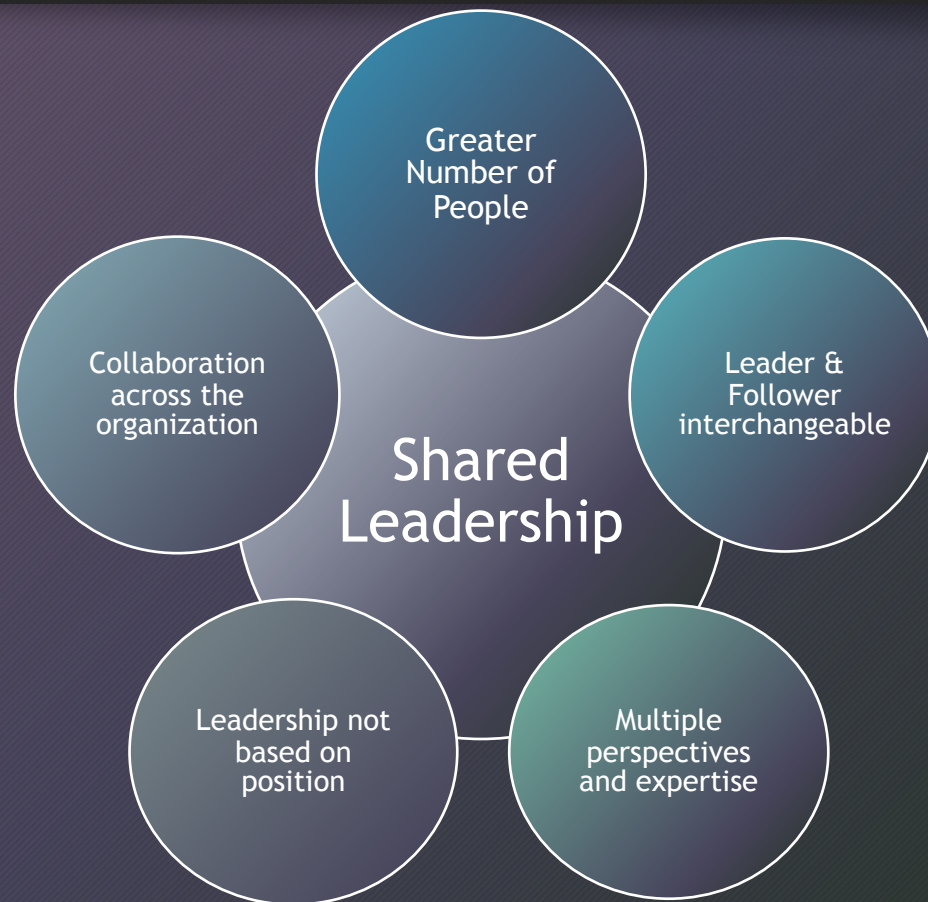 Greater
Number of
People
Collaboration
across the
organization
Leader &
Follower
interchangeable
Shared
Leadership
Leadership not
based on
position
Multiple
perspectives
and expertise